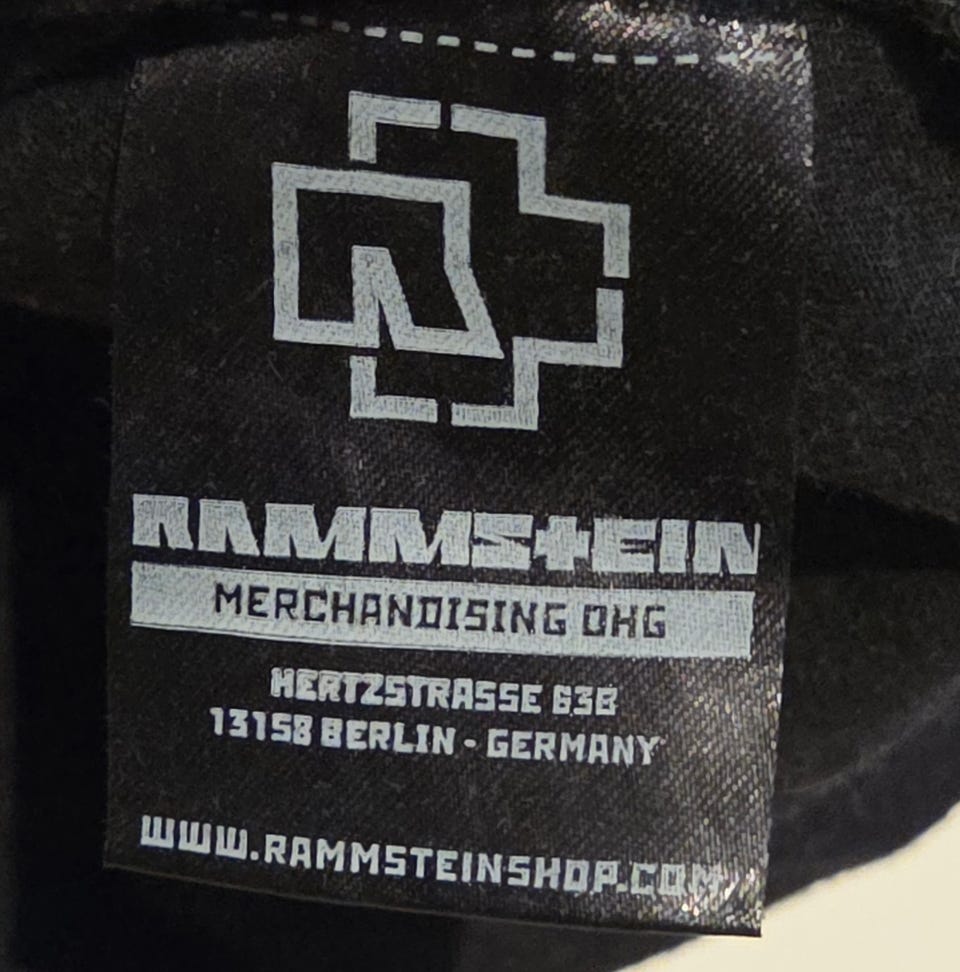 RAMMSTEIN
MERCHANDISING OHG
HERTZSTRASSE 63B
13158 BERLIN - GERMANY
WWW.RAMMSTEINSHOP.COM